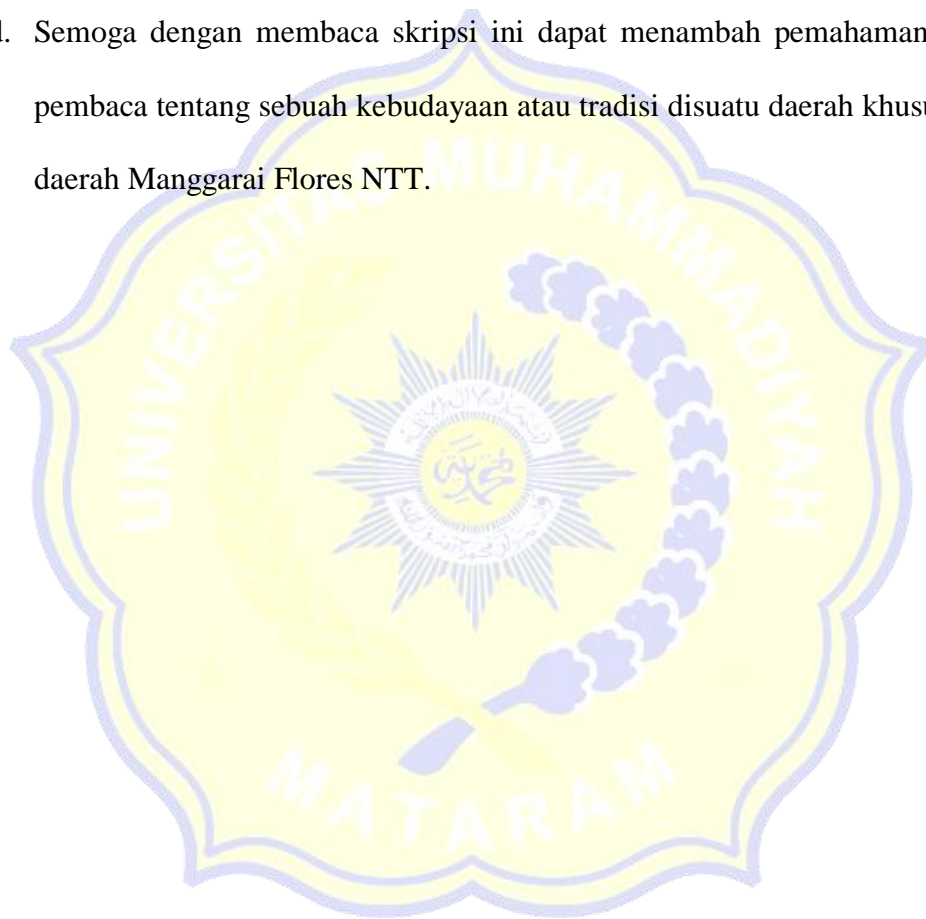 d. Semoga dengan membaca skripsi ini dapat menambah pemahaman
pembaca tentang sebuah kebudayaan atau tradisi disuatu daerah
daerah Manggarai Flores NTT.
UNIVERSITAS MUHAMMADIYAH
MATARAM